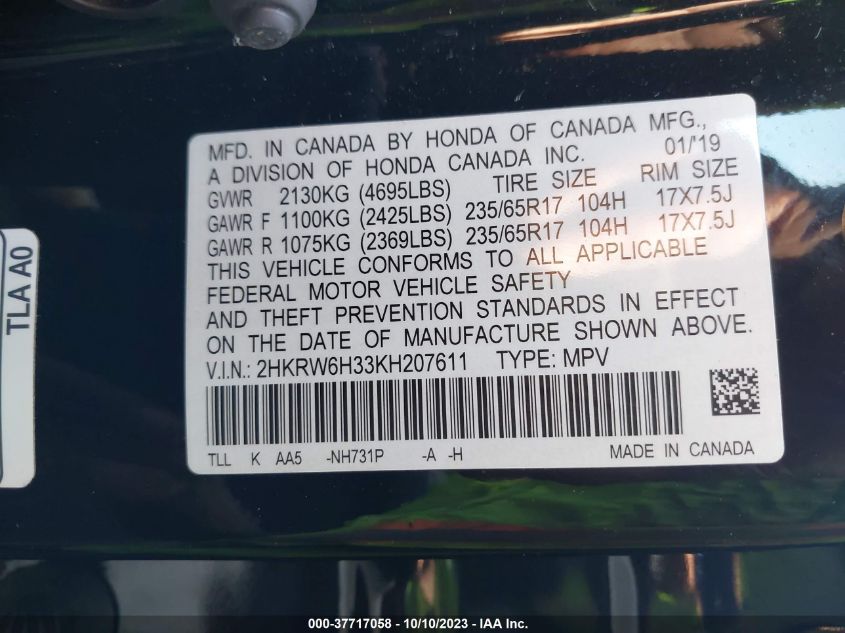 MFD. IN CANADA BY HONDA OF CANADA MFG.,
A DIVISION OF HONDA CANADA INC. 01/'19
GVWR 2130KG (4695LBS) TIRE SIZE RIM SIZE
GAWR F 1100KG (2425LBS) 235/65R17 104H 17X7.5J
GAWR R 1075KG (2369LBS) 235/65R17 104H 17X7.5J
THIS VEHICLE CONFORMS TO ALL APPLICABLE
FEDERAL MOTOR VEHICLE SAFETY
AND THEFT PREVENTION STANDARDS IN EFFECT
ON THE DATE OF MANUFACTURE SHOWN ABOVE.
V.I.N.: 2HKRW6H33KH207611 TYPE: MPV
TLL K AA5 -NH731P -A -H MADE IN CANADA
TLA A0
000-37717058 - 10/10/2023 - IAA Inc.